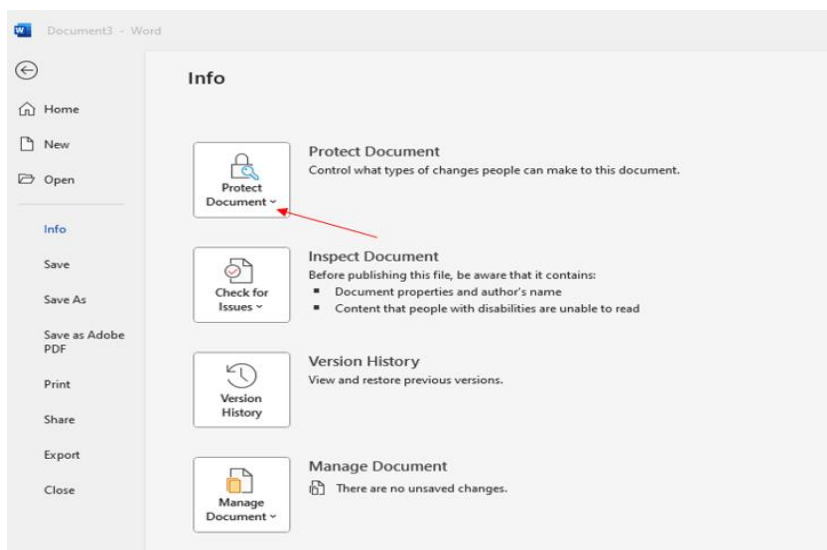 Document3 - Word
Info
Home
New
Open
Info
Save
Save As
Save as Adobe
PDF
Print
Share
Export
Close
Protect
Document
Protect Document
Control what types of changes people can make to this document.
Check for
Issues
Inspect Document
Before publishing this file, be aware that it contains:
Document properties and author's name
Content that people with disabilities are unable to read
Version
History
Version History
View and restore previous versions.
Manage
Document
Manage Document
There are no unsaved changes.